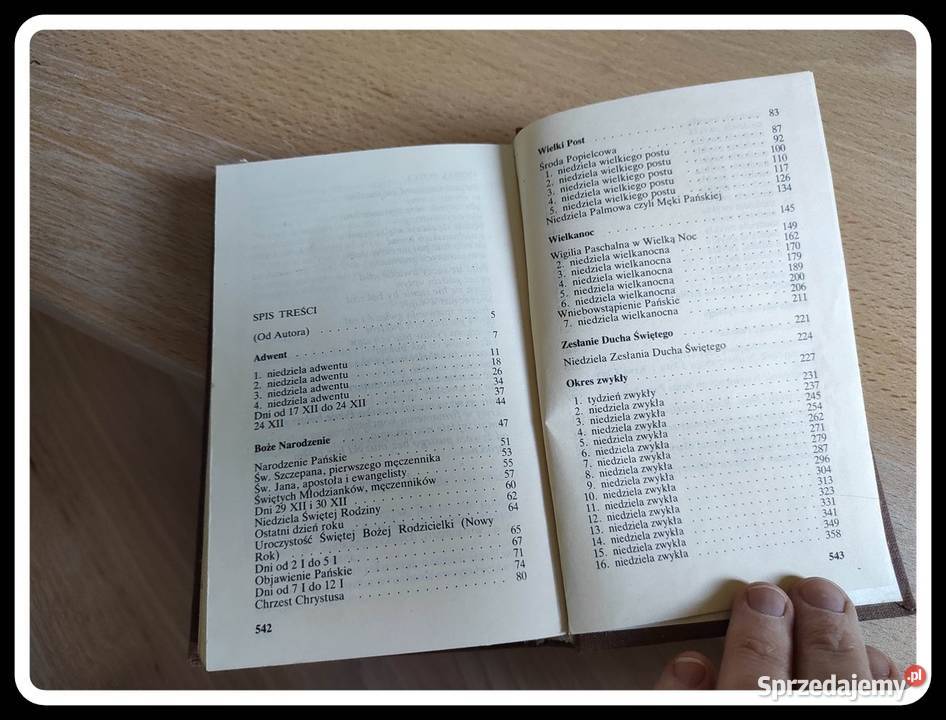 SPIS TREŚCI
(Od Autora) 5
Adwent 7
1. niedziela adwentu 11
2. niedziela adwentu 18
3. niedziela adwentu 26
4. niedziela adwentu 34
Dni od 17 XII do 24 XII 37
24 XII 44
Boże Narodzenie 47
Narodzenie Pańskie 51
Św. Szczepana, pierwszego męczennika 53
Św. Jana, apostoła i ewangelisty 55
Świętych Młodzianków, męczenników 57
Dni 29 XII i 30 XII 60
Niedziela Świętej Rodziny 62
Ostatni dzień roku 64
Uroczystość Świętej Bożej Rodzicielki (Nowy
Rok) 65
Dni od 2 I do 5 I 67
Objawienie Pańskie 71
Dni od 7 I do 12 I 74
Chrzest Chrystusa 80
542
Wielki Post 83
Środa Popielcowa 87
1. niedziela wielkiego postu 92
2. niedziela wielkiego postu 100
3. niedziela wielkiego postu 110
4. niedziela wielkiego postu 117
5. niedziela wielkiego postu 126
Niedziela Palmowa czyli Męki Pańskiej 134
Wielkanoc 145
Wigilia Paschalna w Wielką Noc 149
2. niedziela wielkanocna 162
3. niedziela wielkanocna 170
4. niedziela wielkanocna 179
5. niedziela wielkanocna 189
6. niedziela wielkanocna 200
Wniebowstąpienie Pańskie 206
7. niedziela wielkanocna 211
Zesłanie Ducha Świętego 221
Niedziela Zesłania Ducha Świętego 224
Okres zwykły 227
1. tydzień zwykły 231
2. niedziela zwykła 237
3. niedziela zwykła 245
4. niedziela zwykła 254
5. niedziela zwykła 262
6. niedziela zwykła 271
7. niedziela zwykła 279
8. niedziela zwykła 287
9. niedziela zwykła 296
10. niedziela zwykła 304
11. niedziela zwykła 313
12. niedziela zwykła 323
13. niedziela zwykła 331
14. niedziela zwykła 341
15. niedziela zwykła 349
16. niedziela zwykła 358
543
Sprzedajemy.pl